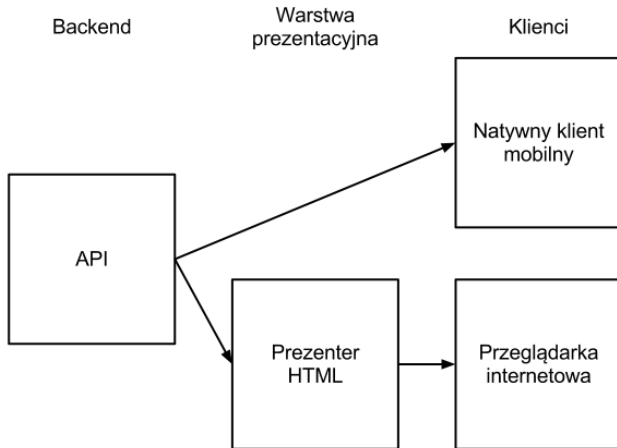 Backend
Warstwa
prezentacyjna
Klienci
Natywny klient
mobilny
API
Prezenter
HTML
Przeglądarka
internetowa